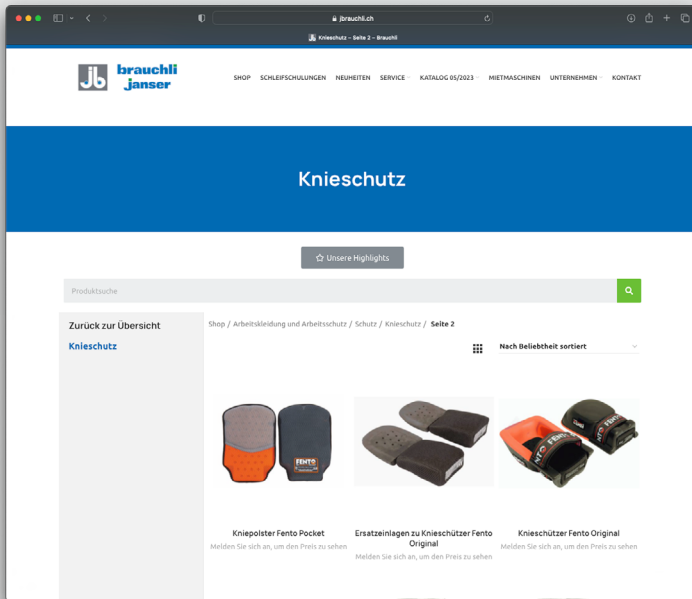 jbrauchli.ch
Knieschutz – Seite 2 – Brauchli
jb brauchli
janser
SHOP SCHLEIFSCHULUNGEN NEUHEITEN SERVICE KATALOG 05/2023 MIETMASCHINEN UNTERNEHMEN KONTAKT
Knieschutz
Unsere Highlights
Produktsuche
Zurück zur Übersicht
Knieschutz
Shop / Arbeitskleidung und Arbeitsschutz / Schutz / Knieschutz / Seite 2
Nach Beliebtheit sortiert
FENTO
FENTO
Kniepolster Fento Pocket
Melden Sie sich an, um den Preis zu sehen
Ersatzeinlagen zu Knieschützer Fento
Original
Melden Sie sich an, um den Preis zu sehen
Knieschützer Fento Original
Melden Sie sich an, um den Preis zu sehen